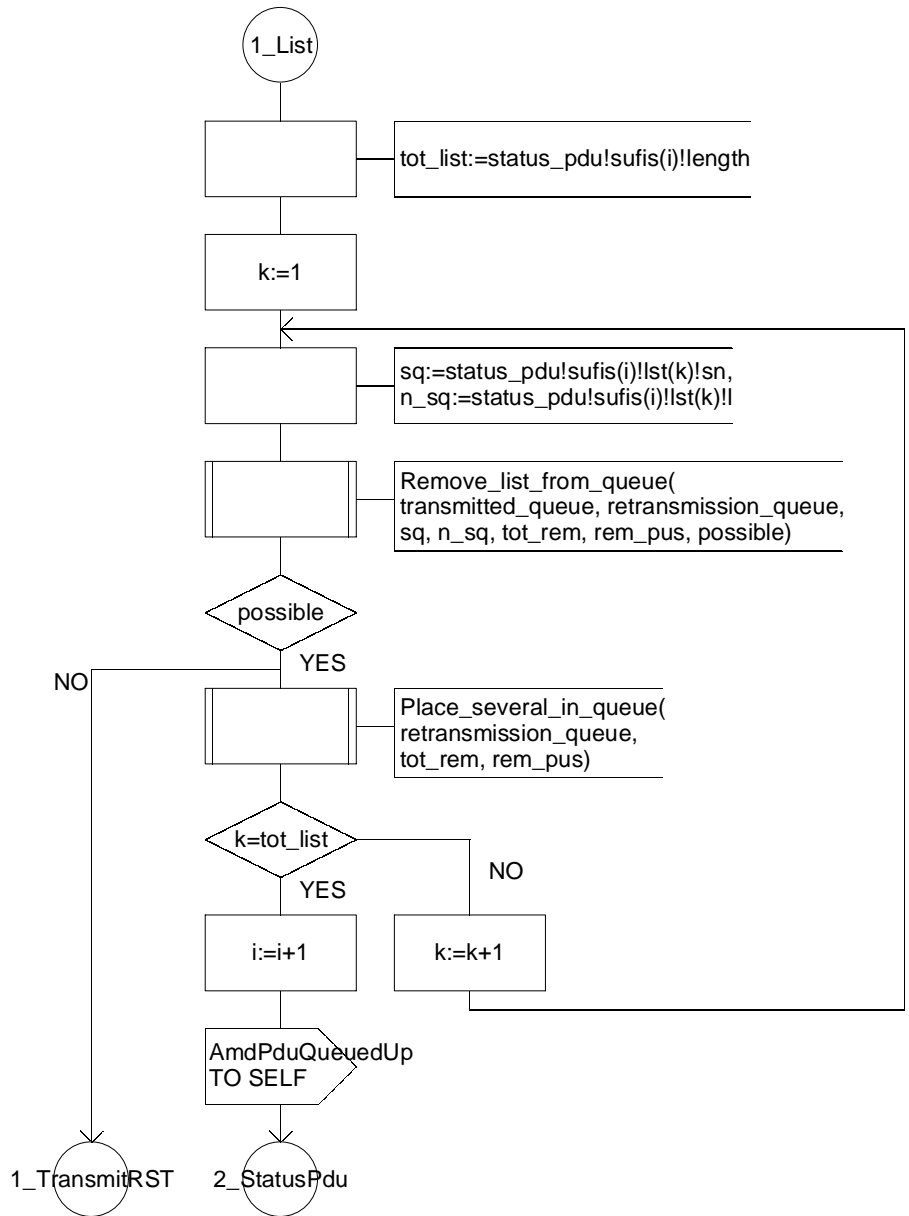 1_List
tot_list:=status_pdu!sufis(i)!length
k:=1
sq:=status_pdu!sufis(i)!lst(k)!sn,
n_sq:=status_pdu!sufis(i)!lst(k)!l
Remove_list_from_queue(
transmitted_queue, retransmission_queue,
sq, n_sq, tot_rem, rem_pus, possible)
possible
YES
NO
Place_several_in_queue(
retransmission_queue,
tot_rem, rem_pus)
k=tot_list
NO
YES
i:=i+1
k:=k+1
AmdPduQueuedUp
TO SELF
1_TransmitRST
2_StatusPdu